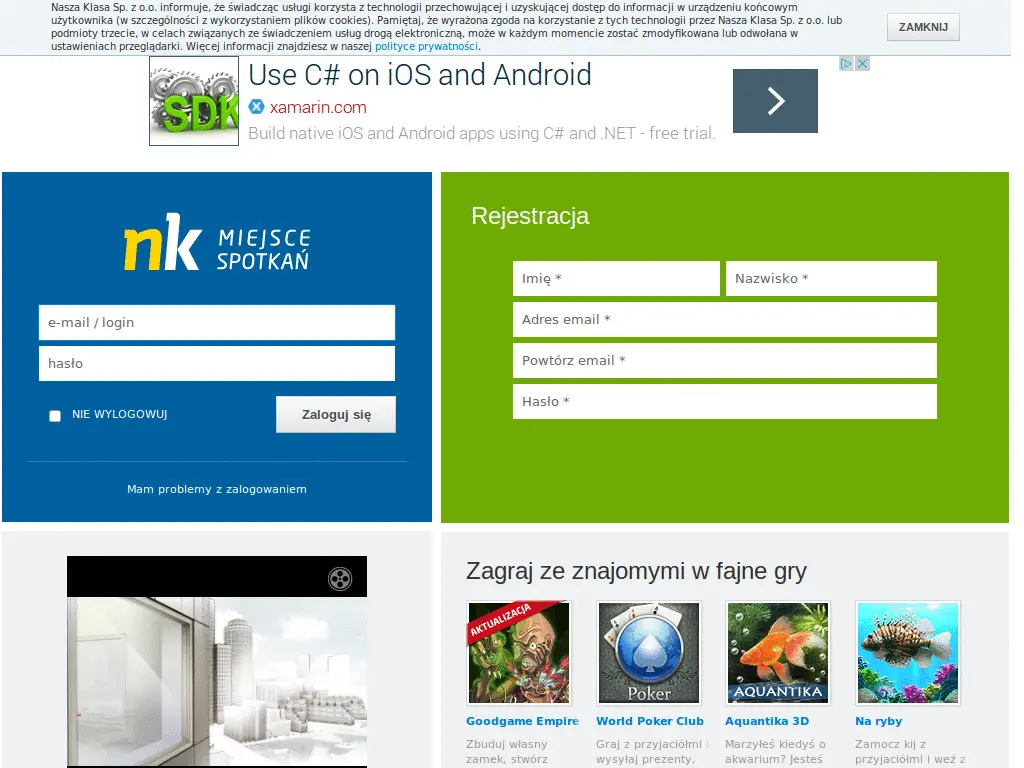 Nasza Klasa Sp. z o.o. informuje, że świadcząc usługi korzysta z technologii przechowującej i uzyskującej dostęp do informacji w urządzeniu końcowym
użytkownika (w szczególności z wykorzystaniem plików cookies). Pamiętaj, że wyrażona zgoda na korzystanie z tych technologii przez Nasza Klasa Sp. z o.o. lub
podmioty trzecie, w celach związanych ze świadczeniem usług drogą elektroniczną, może w każdym momencie zostać zmodyfikowana lub odwołana w
ustawieniach przeglądarki. Więcej informacji znajdziesz w naszej polityce prywatności.
ZAMKNIJ
SDK
Use C# on iOS and Android
xamarin.com
Build native iOS and Android apps using C# and .NET - free trial.
nk MIEJSCE
SPOTKAŃ
e-mail / login
hasło
NIE WYLOGOWUJ
Zaloguj się
Mam problemy z zalogowaniem
Rejestracja
Imię *
Nazwisko *
Adres email *
Powtórz email *
Hasło *
Zagraj ze znajomymi w fajne gry
AKTUALIZACJA
Poker
AQUANTIKA
Goodgame Empire
Zbuduj własny
zamek, stwórz
World Poker Club
Graj z przyjaciółmi i
wysyłaj prezenty,
Aquantika 3D
Marzyłeś kiedyś o
akwarium? Jesteś
Na ryby
Zamocz kij z
przyjaciółmi i weź z